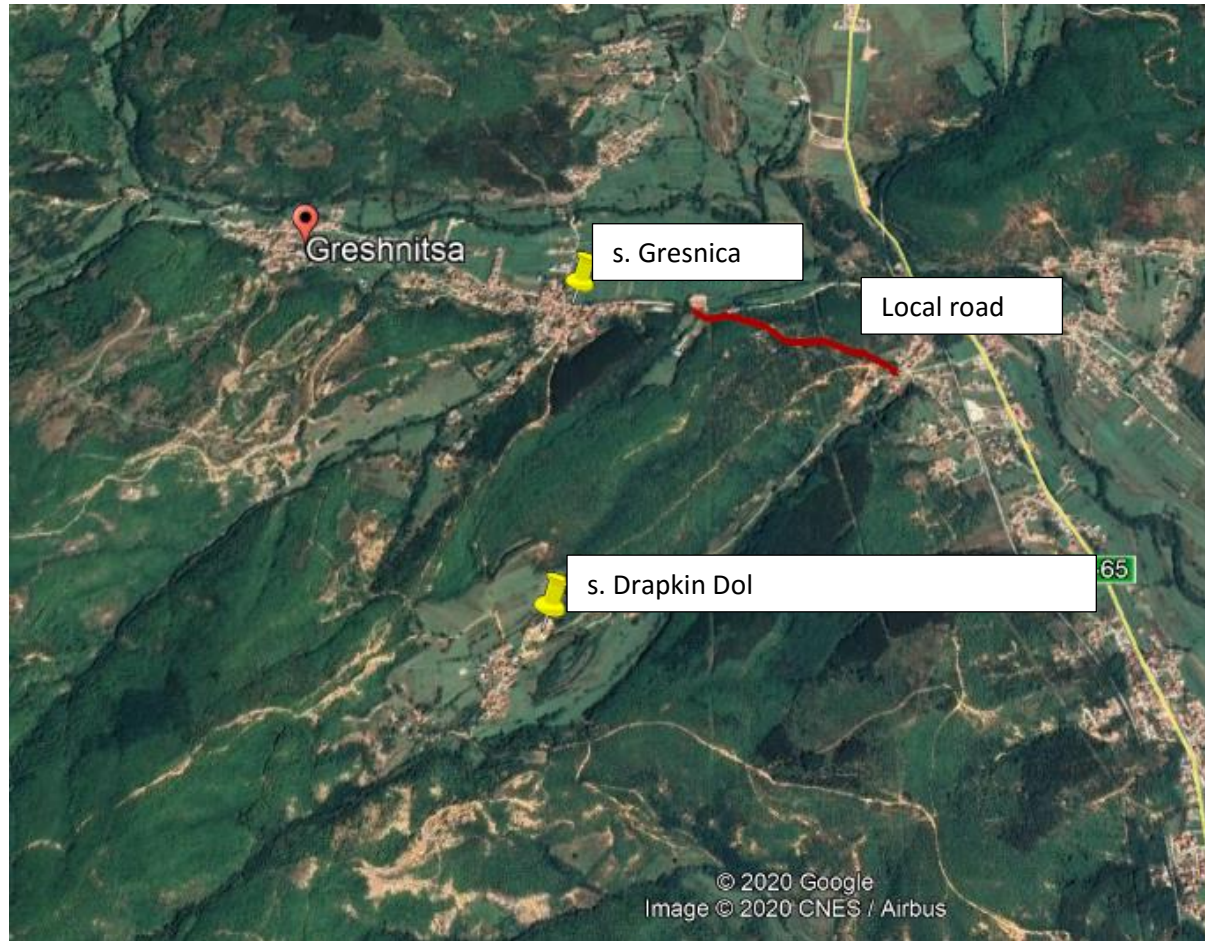 s. Gresnica
Greshnitsa
Local road
65
s. Drapkin Dol
© 2020 Google
Image © 2020 CNES / Airbus